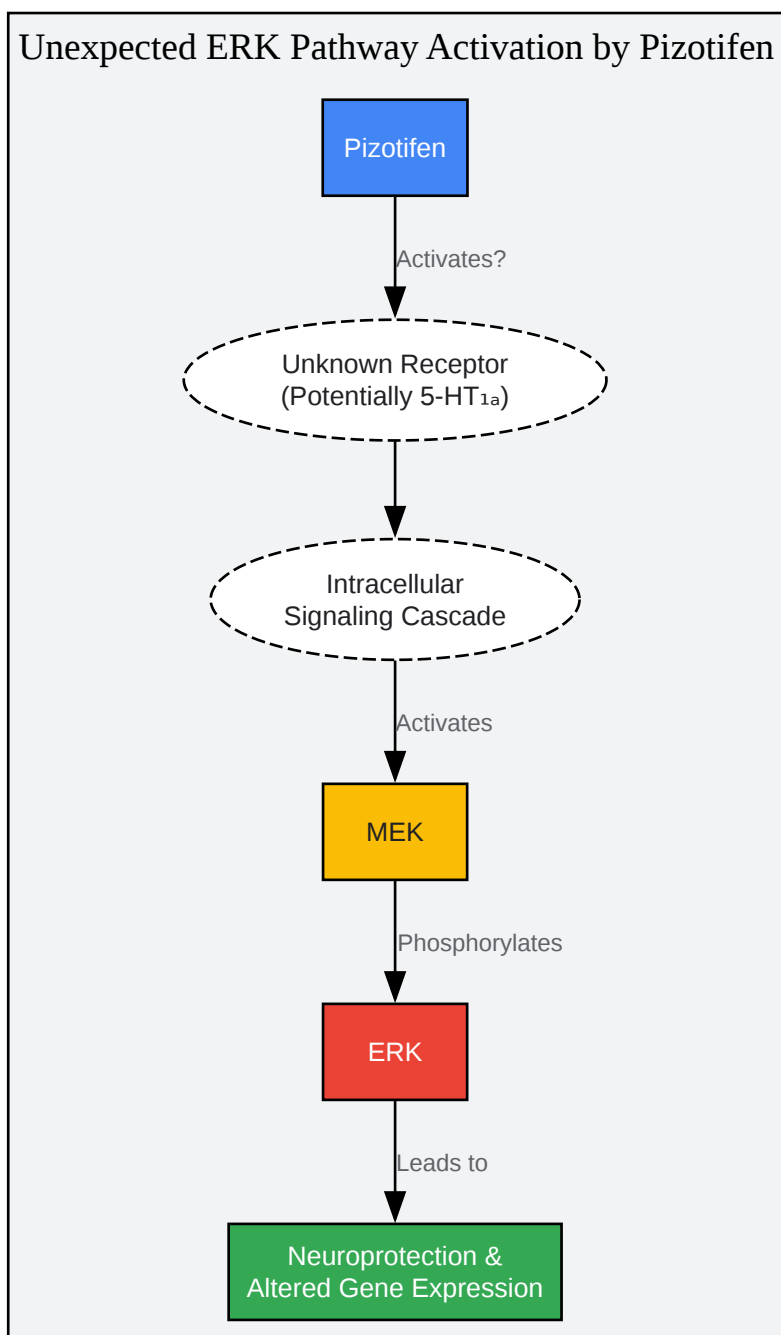 Unexpected ERK Pathway Activation by Pizotifen
Pizotifen
Activates?
Unknown Receptor
(Potentially 5-HT₁ₐ)
Intracellular
Signaling Cascade
Activates
MEK
Phosphorylates
ERK
Leads to
Neuroprotection &
Altered Gene Expression